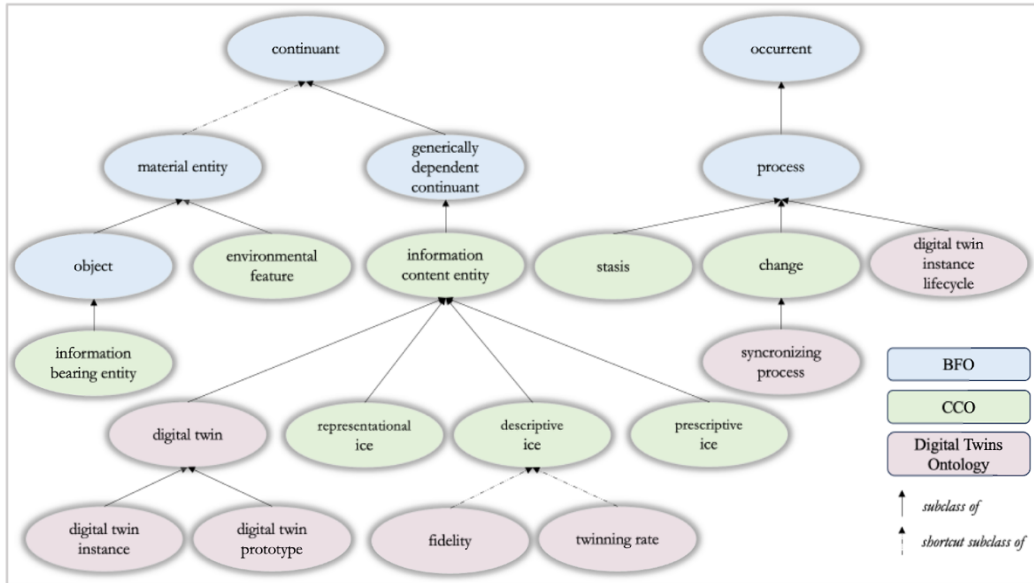 continuant
occurrent
material entity
generically
dependent
continuant
process
object
environmental
feature
information
content entity
stasis
change
digital twin
instance
lifecycle
information
bearing entity
syncronizing
process
BFO
CCO
Digital Twins
Ontology
subclass of
shortcut subclass of
digital twin
representational
ice
descriptive
ice
prescriptive
ice
digital twin
instance
digital twin
prototype
fidelity
twinning rate